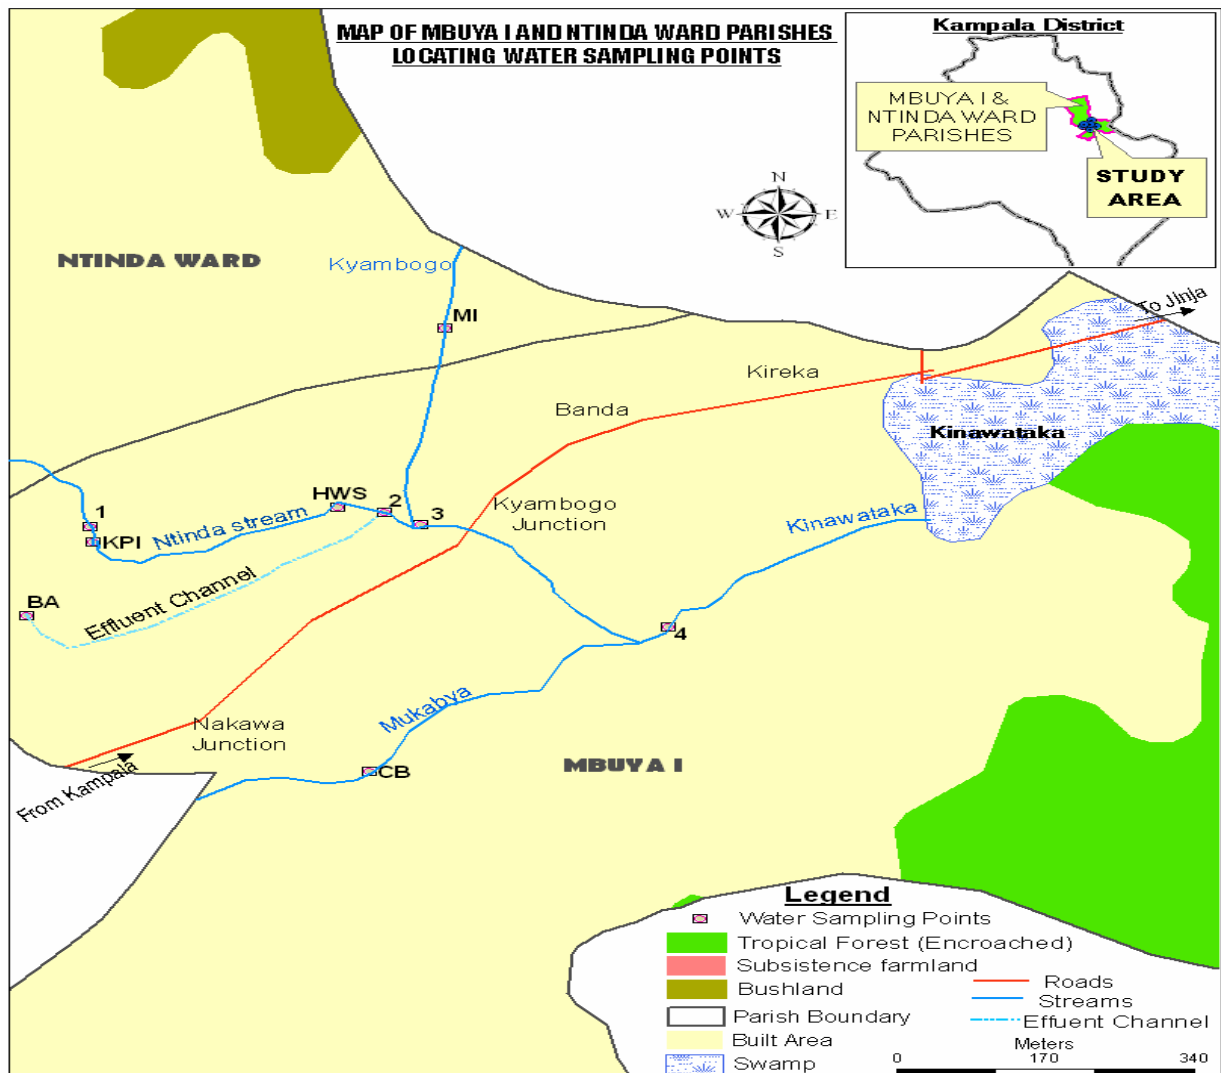 MAP OF MBUYA I AND NTINDA WARD PARISHES
LOCATING WATER SAMPLING POINTS
Kampala District
MBUYA I &
NTINDA WARD
PARISHES
STUDY
AREA
N
W
E
S
NTINDA WARD
Kyambogo
MI
To Jinja
Kireka
Banda
Kinawataka
HWS
2
3
1
KPI
Ntinda stream
Kyambogo
Junction
Kinawataka
BA
Effluent Channel
4
Mukabya
Nakawa
Junction
CB
MBUYA I
From Kampala
Legend
Water Sampling Points
Tropical Forest (Encroached)
Subsistence farmland
Bushland
Parish Boundary
Built Area
Swamp
Roads
Streams
Effuent Channel
Meters
0 170 340